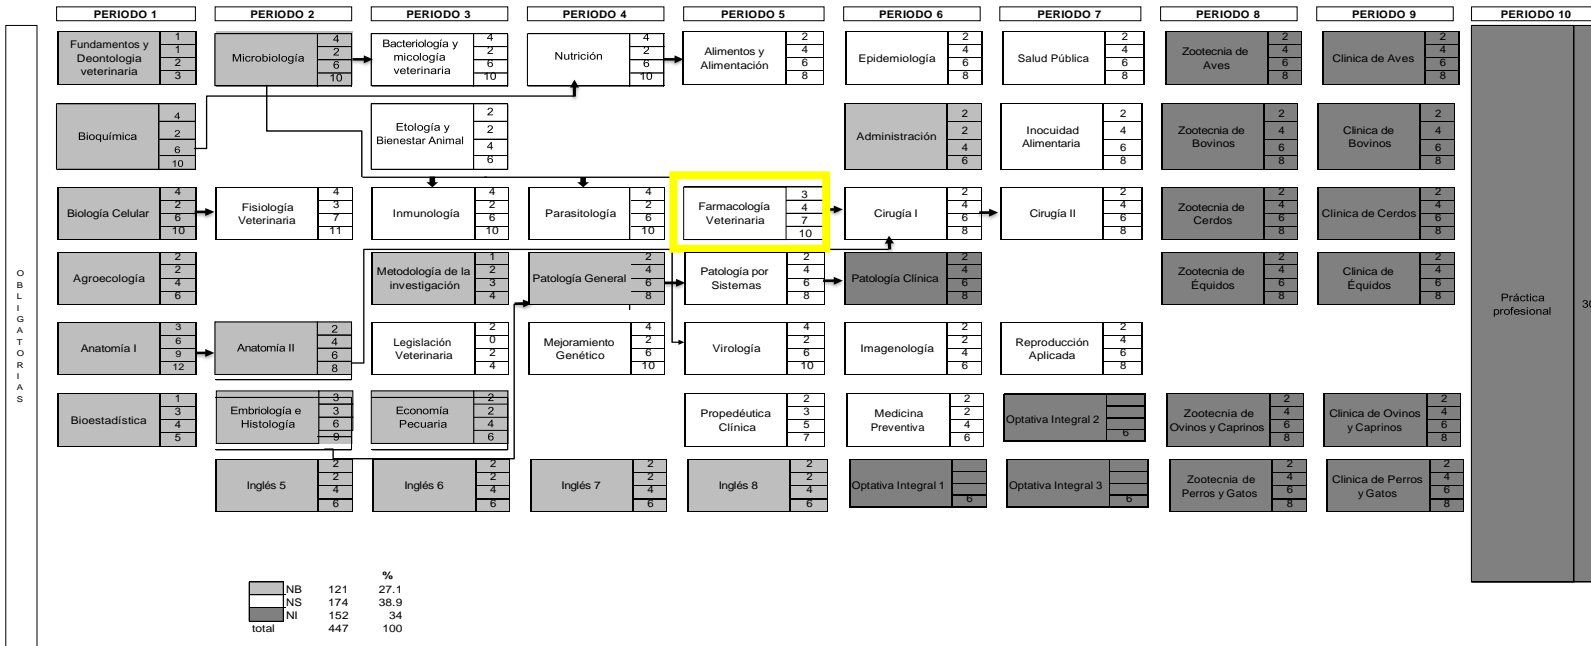 PERIODO 1 PERIODO 2 PERIODO 3 PERIODO 4 PERIODO 5 PERIODO 6 PERIODO 7 PERIODO 8 PERIODO 9 PERIODO 10
OBLIGATORIAS
Fundamentos y
Deontologia
veterinaria
1
1
2
3
Microbiología
4
2
6
10
Bacteriología y
micología
veterinaria
4
2
6
10
Nutrición
4
2
6
10
Alimentos y
Alimentación
2
4
6
8
Epidemiología
2
4
6
8
Salud Pública
2
4
6
8
Zootecnia de
Aves
2
4
6
8
Clinica de Aves
2
4
6
8
Bioquímica
4
2
6
10
Etología y
Bienestar Animal
2
2
4
6
Administración
2
2
4
6
Inocuidad
Alimentaria
2
4
6
8
Zootecnia de
Bovinos
2
4
6
8
Clinica de
Bovinos
2
4
6
8
Biología Celular
4
2
6
10
Fisiología
Veterinaria
4
3
7
11
Inmunología
4
2
6
10
Parasitología
4
2
6
10
Farmacología
Veterinaria
3
4
7
10
Cirugía I
2
4
6
8
Cirugía II
2
4
6
8
Zootecnia de
Cerdos
2
4
6
8
Clinica de Cerdos
2
4
6
8
Agroecología
2
2
4
6
Metodología de la
investigación
1
2
3
4
Patología General
2
4
6
8
Patología por
Sistemas
2
4
6
8
Patología Clínica
2
4
6
8
Zootecnia de
Équidos
2
4
6
8
Clinica de
Équidos
2
4
6
8
Práctica
profesional
30
Anatomía I
3
6
9
12
Anatomía II
2
4
6
8
Legislación
Veterinaria
2
0
2
4
Mejoramiento
Genético
4
2
6
10
Virología
4
2
6
10
Imagenología
2
2
4
6
Reproducción
Aplicada
2
4
6
8
Bioestadística
1
3
4
5
Embriología e
Histología
3
3
6
9
Economía
Pecuaria
2
2
4
6
Propedéutica
Clínica
2
3
5
7
Medicina
Preventiva
2
2
4
6
Optativa Integral 2
6
Zootecnia de
Ovinos y Caprinos
2
4
6
8
Clinica de Ovinos
y Caprinos
2
4
6
8
Inglés 5
2
2
4
6
Inglés 6
2
2
4
6
Inglés 7
2
2
4
6
Inglés 8
2
2
4
6
Optativa Integral 1
6
Optativa Integral 3
6
Zootecnia de
Perros y Gatos
2
4
6
8
Clinica de Perros
y Gatos
2
4
6
8
%
NB 121 27.1
NS 174 38.9
NI 152 34
total 447 100